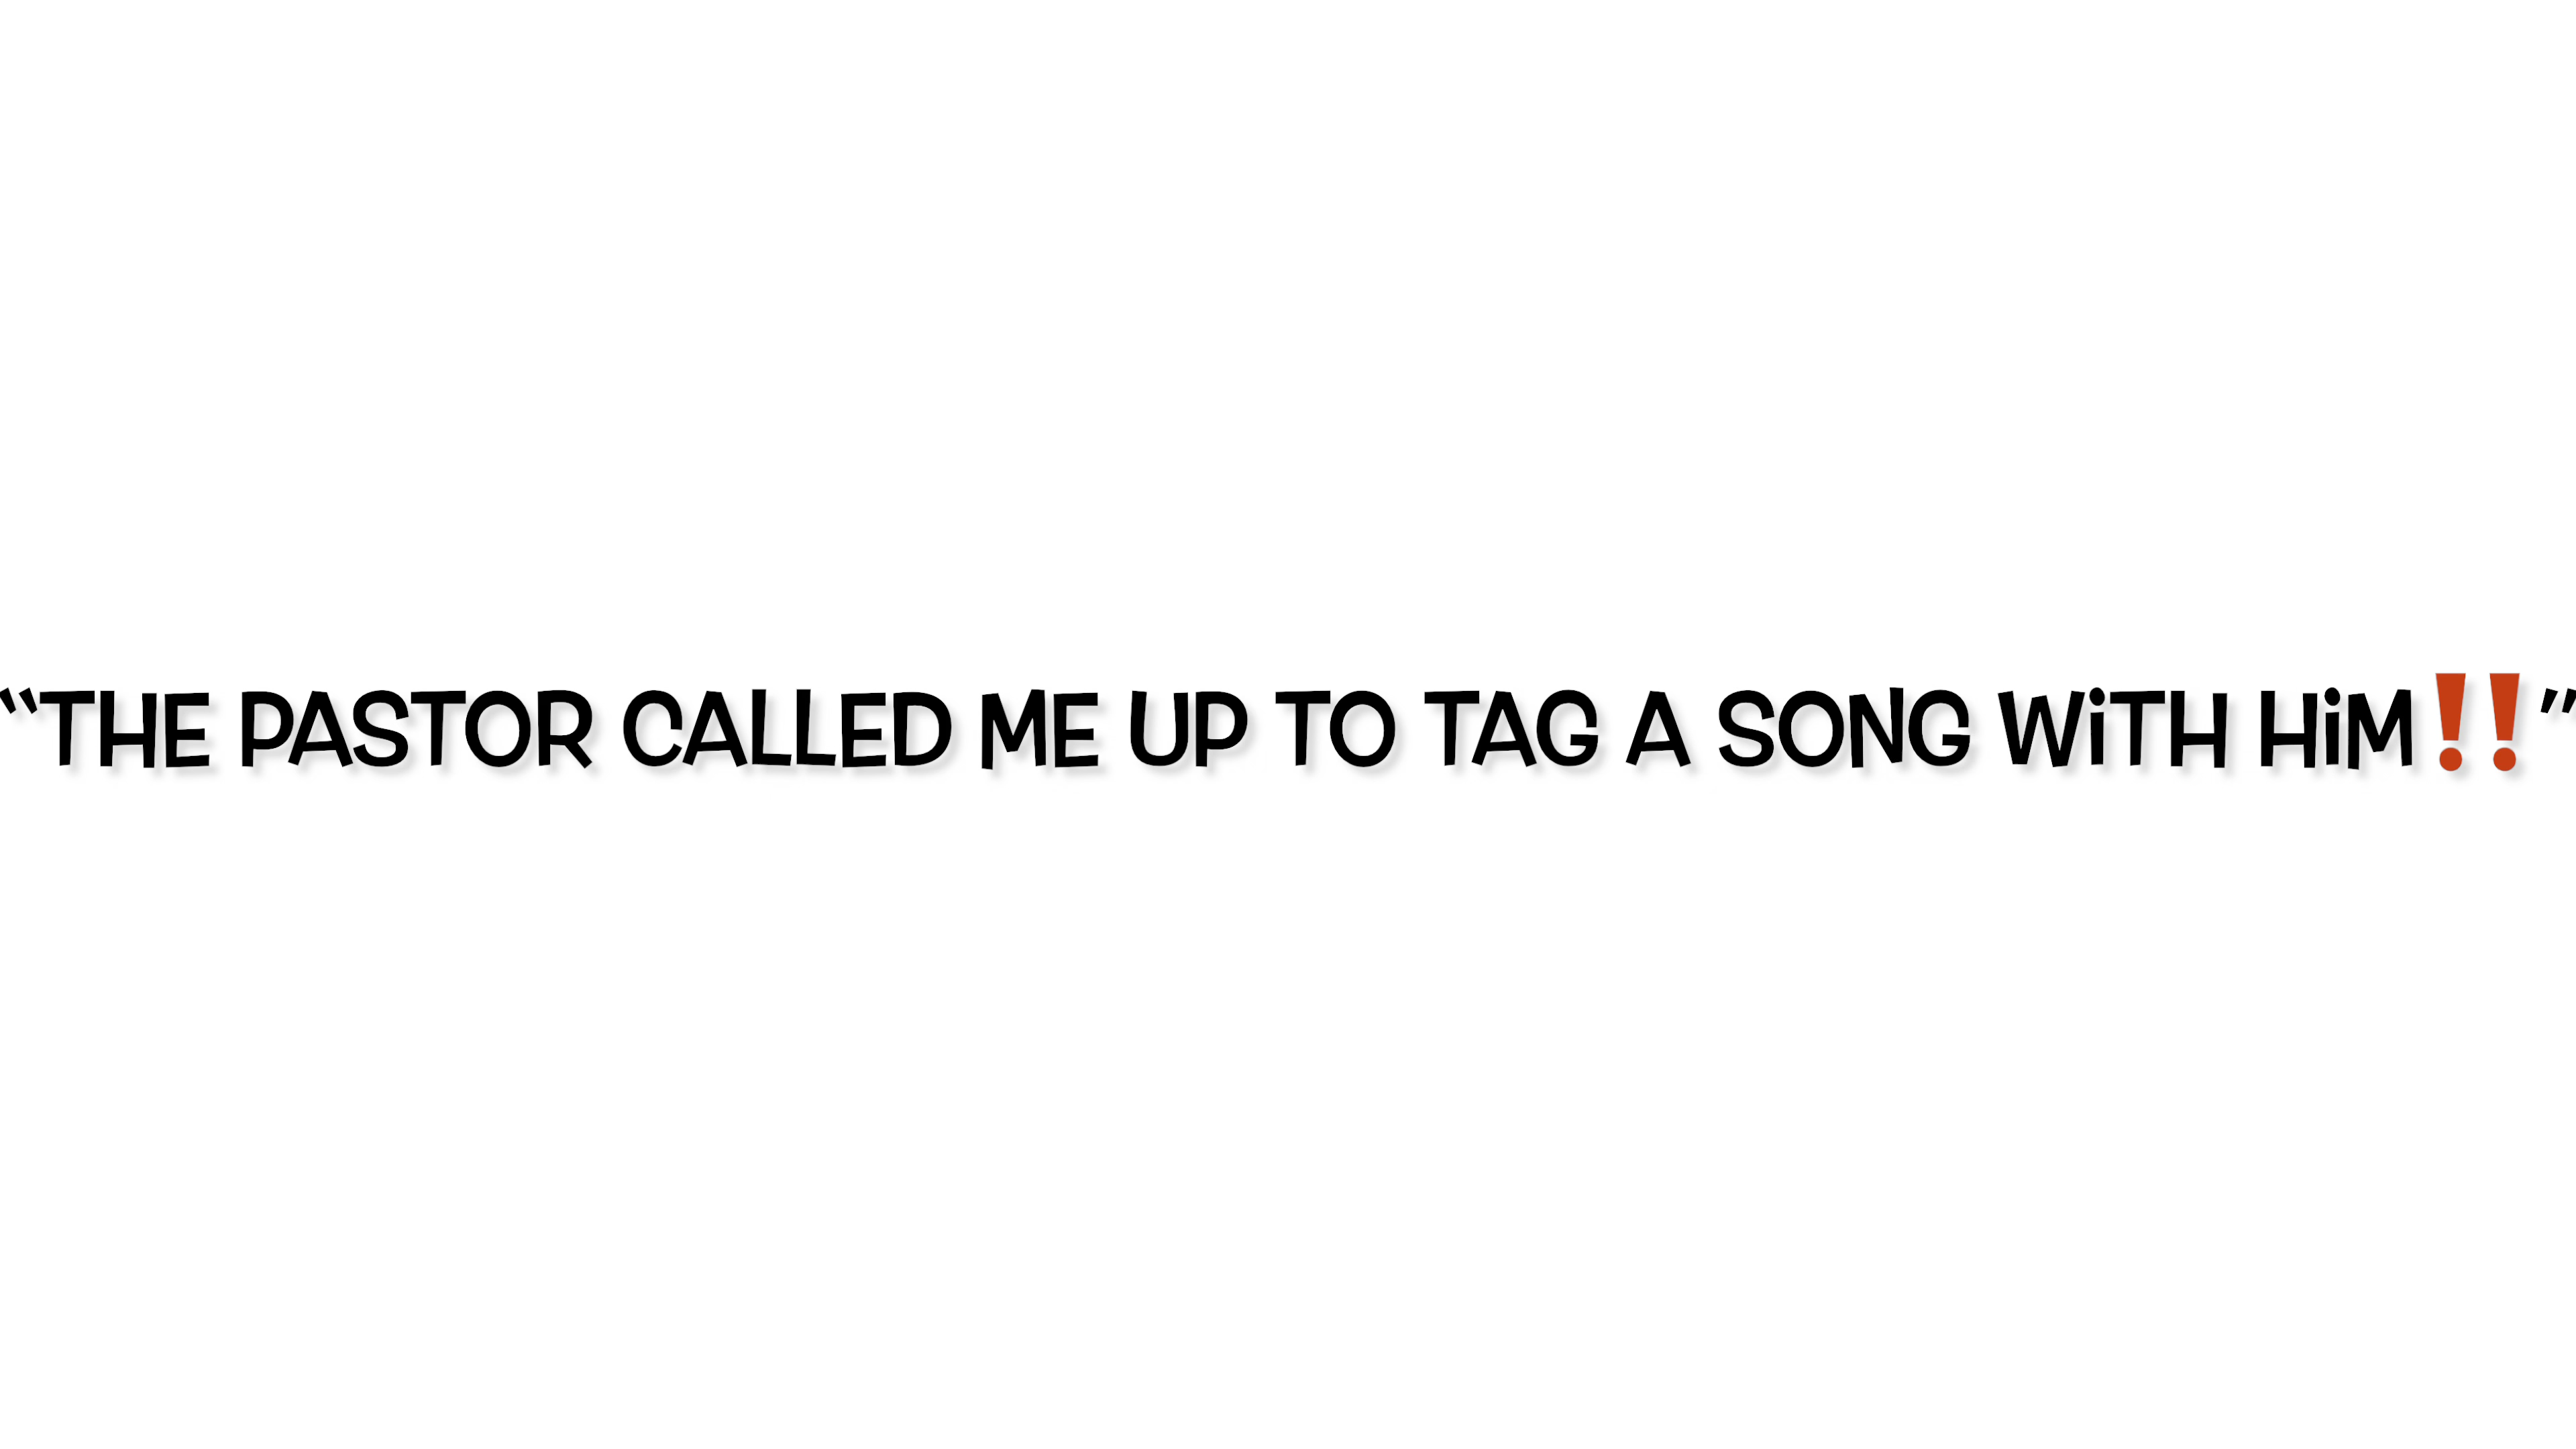 “THE PASTOR CALLED ME UP TO TAG A SONG WiTH HiM‼️”